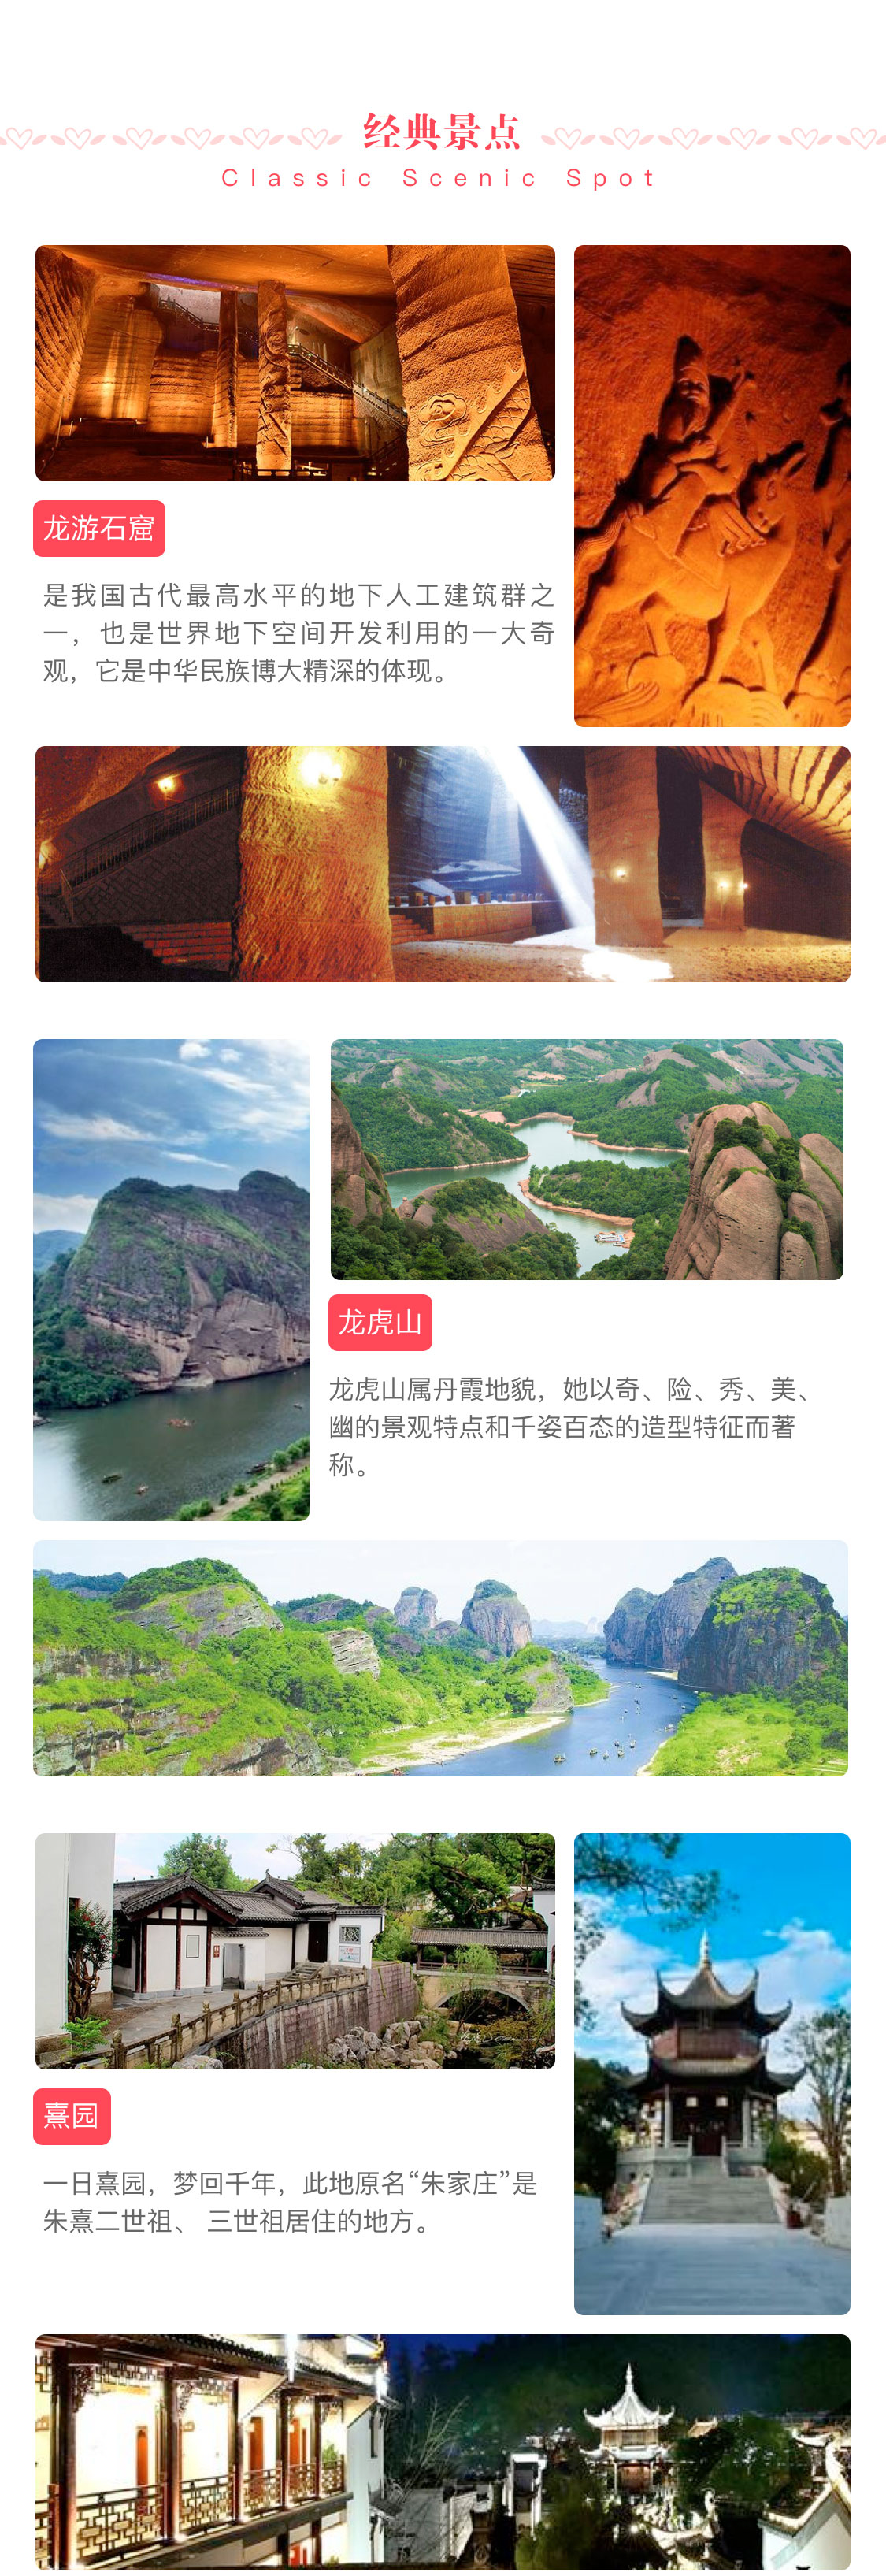 经典景点
Classic Scenic Spot
龙游石窟
是我国古代最高水平的地下人工建筑群之
一，也是世界地下空间开发利用的一大奇
观，它是中华民族博大精深的体现。
龙虎山
龙虎山属丹霞地貌，她以奇、险、秀、美、
幽的景观特点和千姿百态的造型特征而著
称。
熹园
一日熹园，梦回千年，此地原名“朱家庄”是
朱熹二世祖、 三世祖居住的地方。